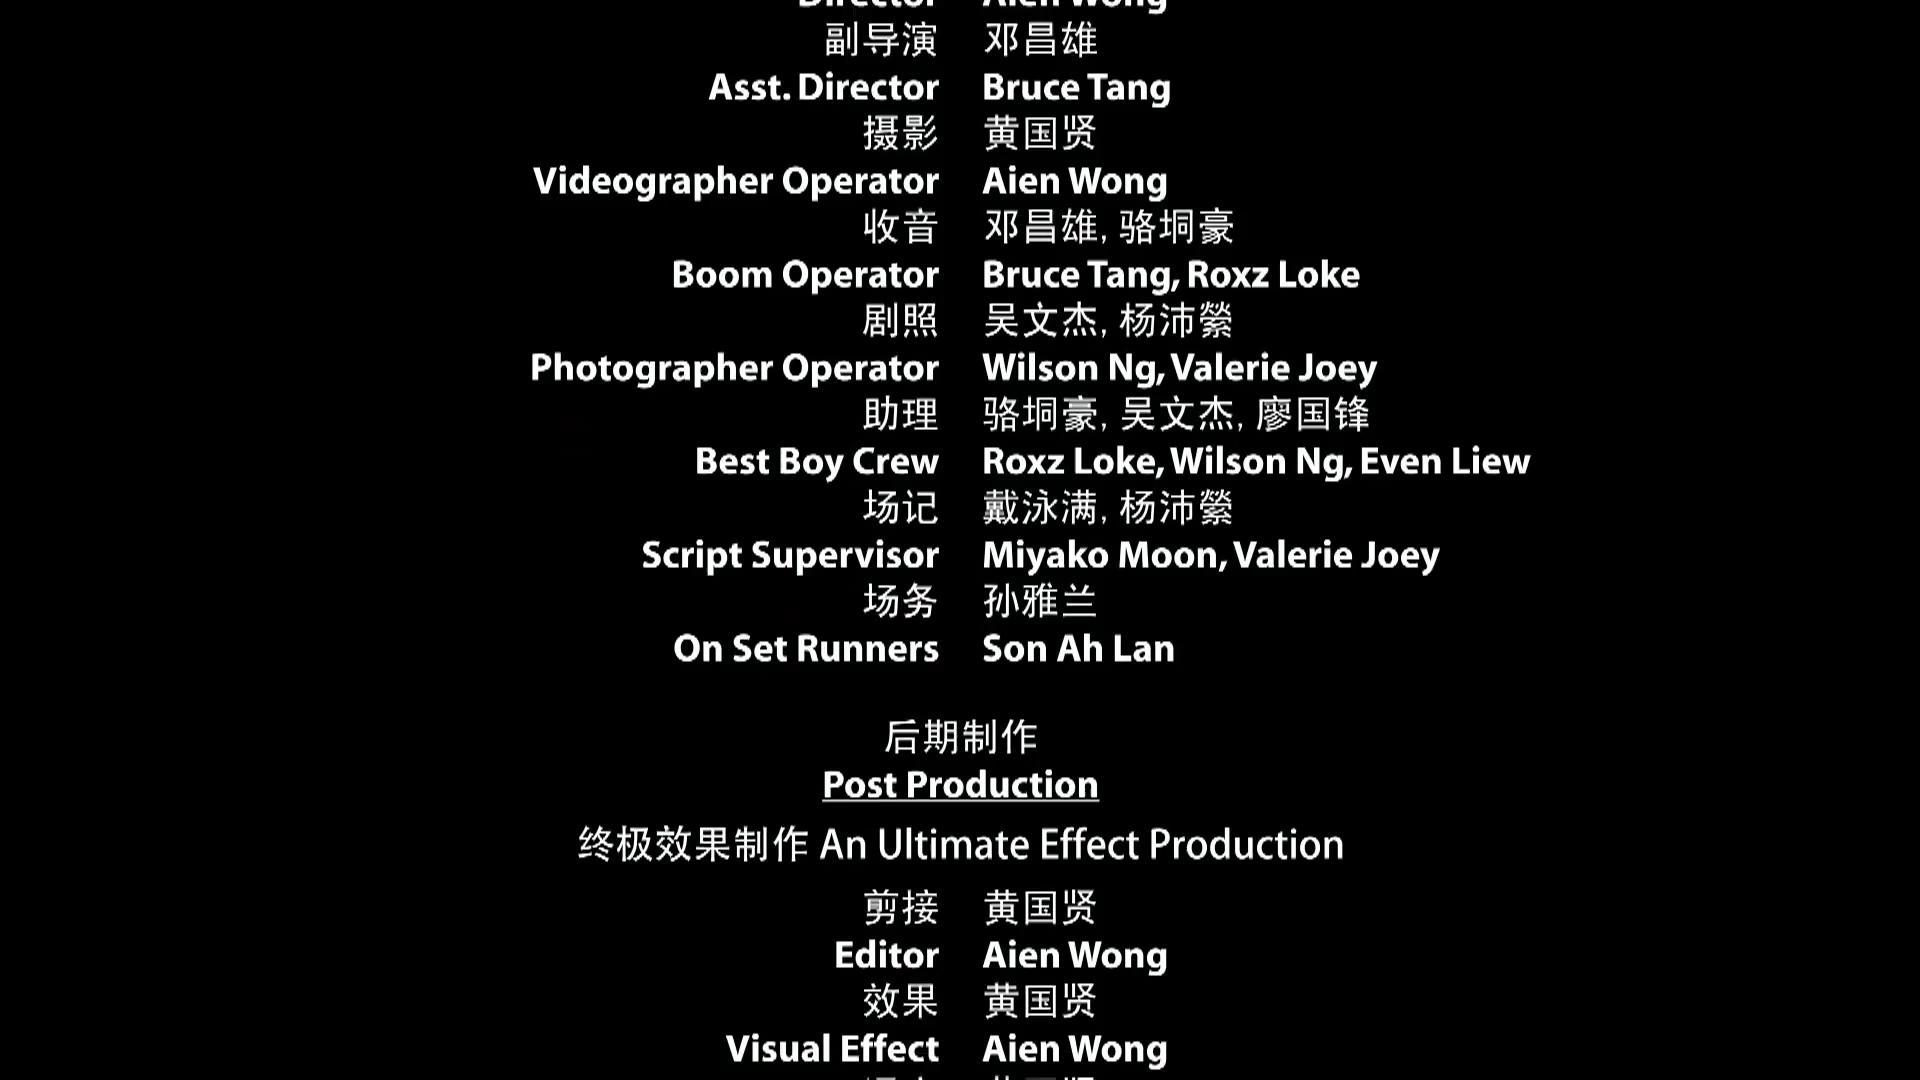 Director Aien Wong
副导演 邓昌雄
Asst. Director Bruce Tang
摄影 黄国贤
Videographer Operator Aien Wong
收音 邓昌雄, 骆垌豪
Boom Operator Bruce Tang, Roxz Loke
剧照 吴文杰, 杨沛縈
Photographer Operator Wilson Ng, Valerie Joey
助理 骆垌豪, 吴文杰, 廖国锋
Best Boy Crew Roxz Loke, Wilson Ng, Even Liew
场记 戴泳满, 杨沛縈
Script Supervisor Miyako Moon, Valerie Joey
场务 孙雅兰
On Set Runners Son Ah Lan
后期制作
Post Production
终极效果制作 An Ultimate Effect Production
剪接 黄国贤
Editor Aien Wong
效果 黄国贤
Visual Effect Aien Wong